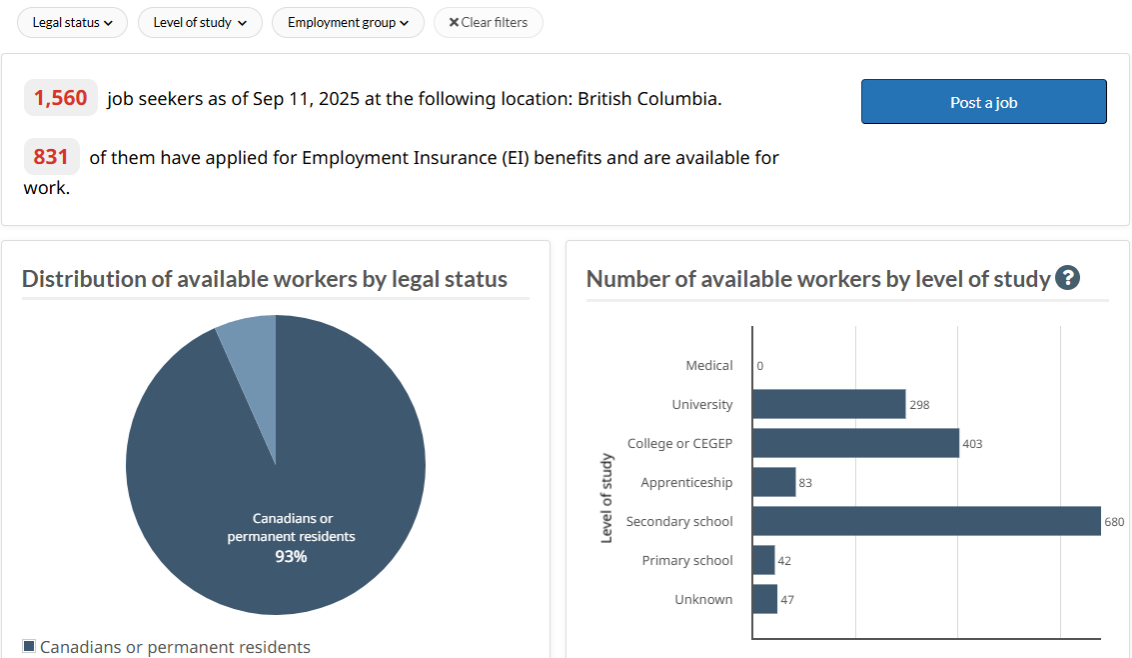 Legal status
Level of study
Employment group
Clear filters
1,560 job seekers as of Sep 11, 2025 at the following location: British Columbia.
Post a job
831 of them have applied for Employment Insurance (EI) benefits and are available for
work.
Distribution of available workers by legal status
Canadians or
permanent residents
93%
Canadians or permanent residents
Number of available workers by level of study ?
Level of study
Medical 0
University 298
College or CEGEP 403
Apprenticeship 83
Secondary school 680
Primary school 42
Unknown 47